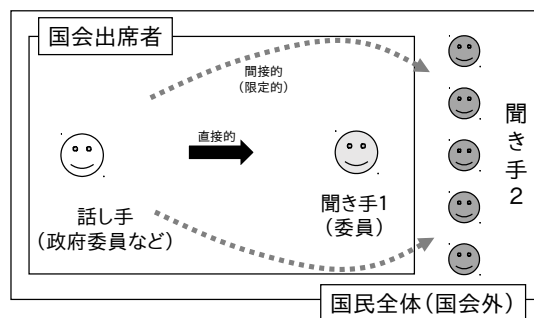 国会出席者
間接的
（限定的）
直接的
話し手
（政府委員など）
聞き手1
（委員）
聞き手2
国民全体（国会外）